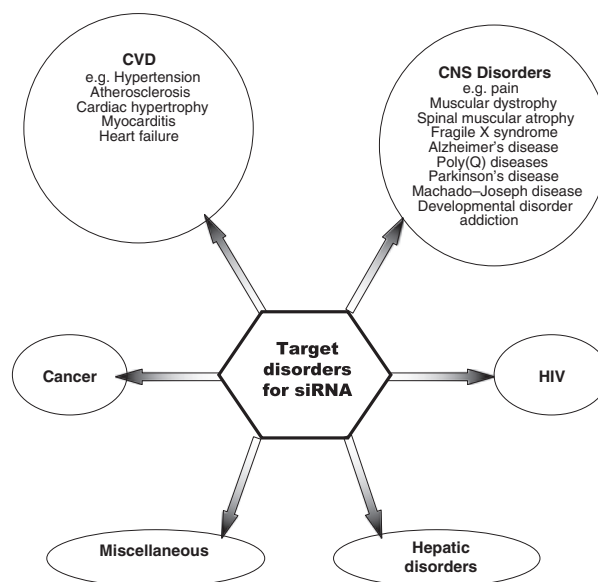 CVD
e.g. Hypertension
Atherosclerosis
Cardiac hypertrophy
Myocarditis
Heart failure
CNS Disorders
e.g. pain
Muscular dystrophy
Spinal muscular atrophy
Fragile X syndrome
Alzheimer's disease
Poly(Q) diseases
Parkinson's disease
Machado–Joseph disease
Developmental disorder
addiction
Target
disorders
for siRNA
Cancer
HIV
Miscellaneous
Hepatic
disorders